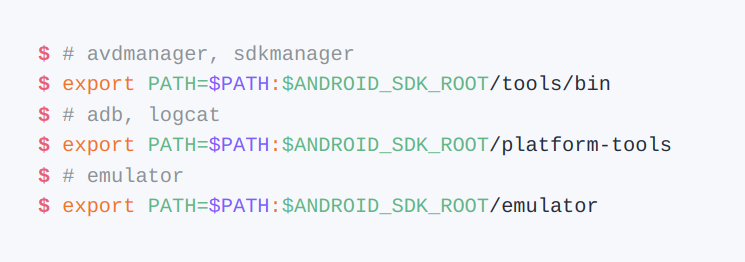 $ # avdmanager, sdkmanager
$ export PATH=$PATH:$ANDROID_SDK_ROOT/tools/bin
$ # adb, logcat
$ export PATH=$PATH:$ANDROID_SDK_ROOT/platform-tools
$ # emulator
$ export PATH=$PATH:$ANDROID_SDK_ROOT/emulator